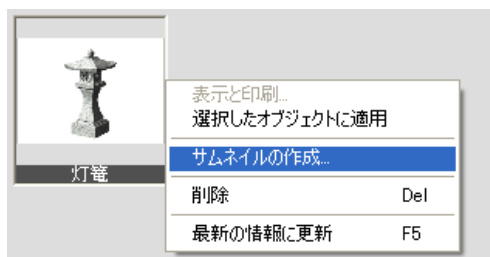 灯篭
表示と印刷...
選択したオブジェクトに適用
サムネイルの作成...
削除 Del
最新の情報に更新 F5